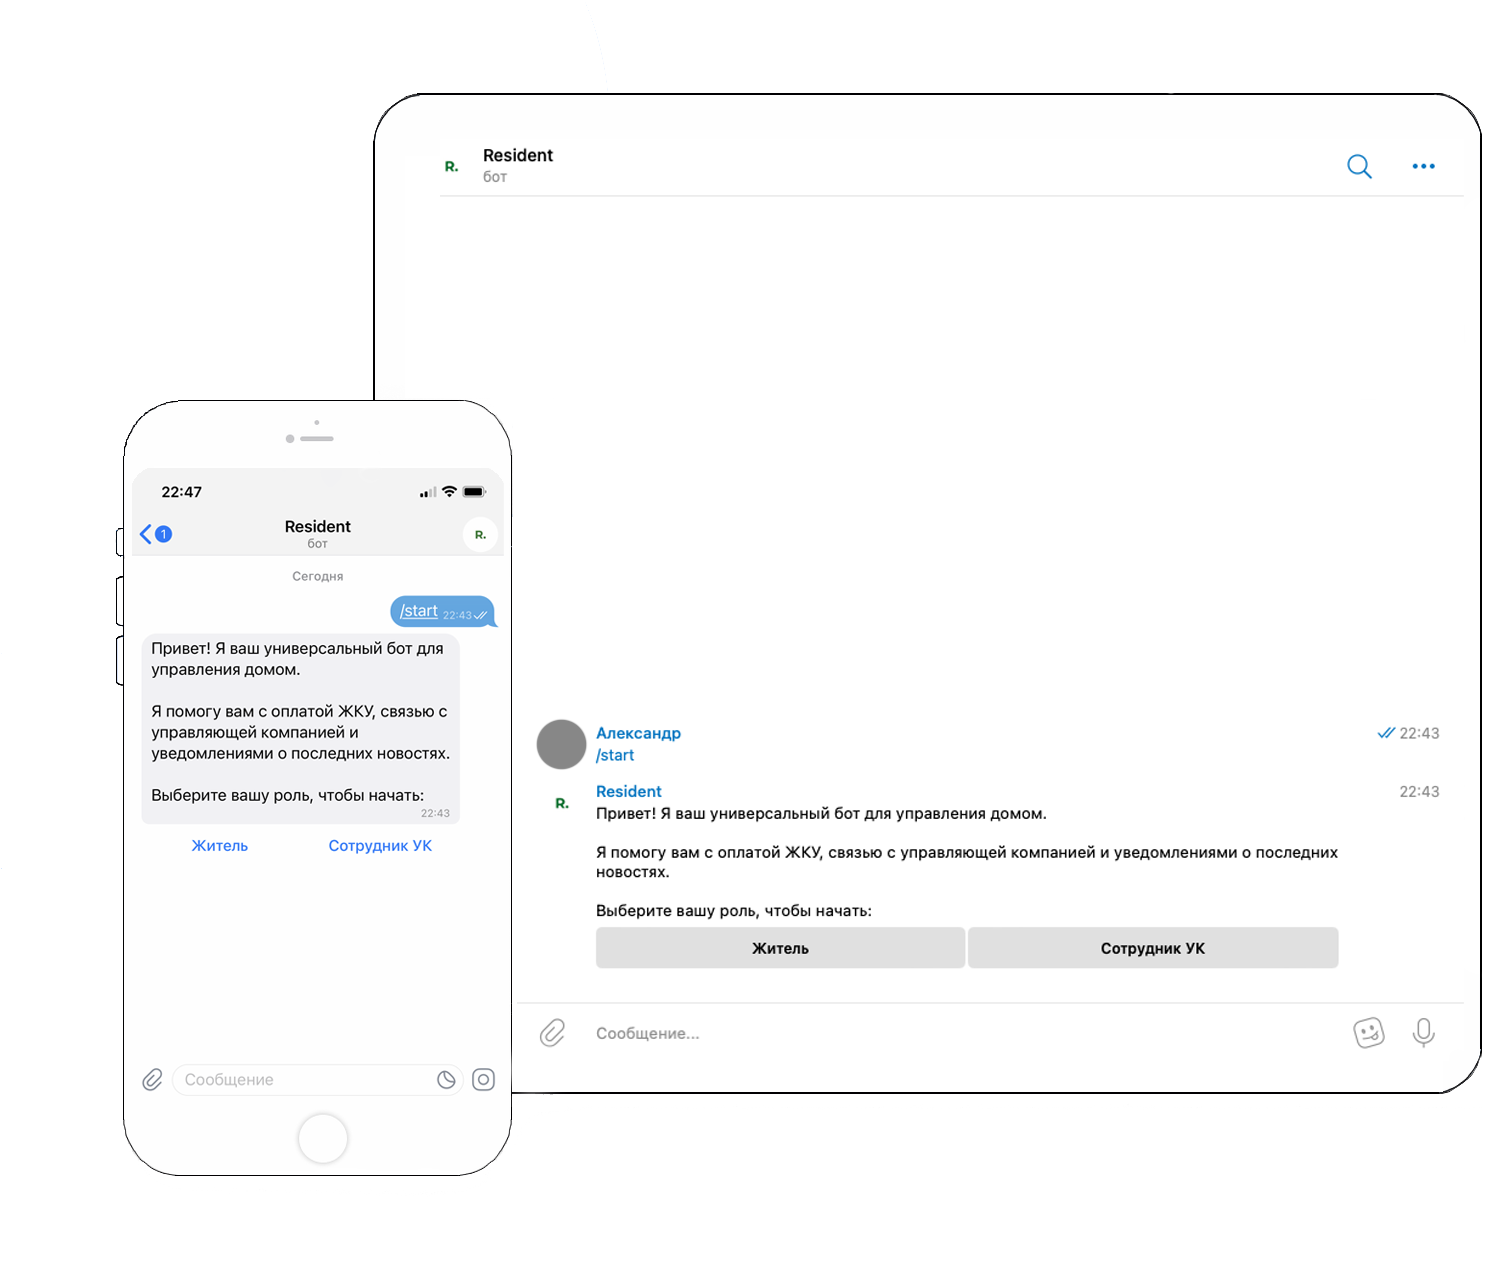 R.
Resident
бот
Александр
/start
22:43
Resident
22:43
R.
Привет! Я ваш универсальный бот для управления домом.
Я помогу вам с оплатой ЖКУ, связью с управляющей компанией и уведомлениями о последних
новостях.
Выберите вашу роль, чтобы начать:
Житель
Сотрудник УК
Сообщение...
22:47
1
Resident
бот
R.
Сегодня
/start 22:43
Привет! Я ваш универсальный бот для
управления домом.
Я помогу вам с оплатой ЖКУ, связью с
управляющей компанией и
уведомлениями о последних новостях.
Выберите вашу роль, чтобы начать:
22:43
Житель
Сотрудник УК
Сообщение